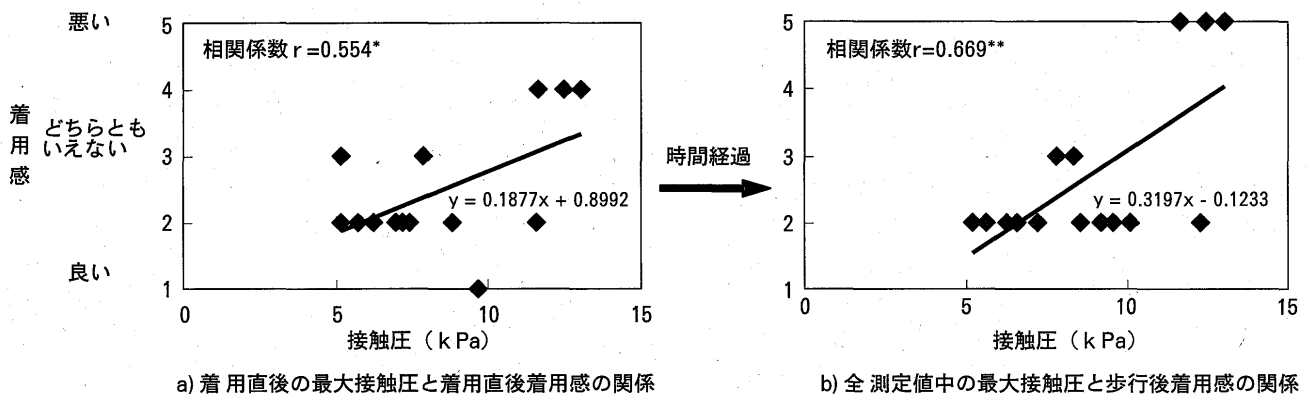 悪い
着用感
どちらとも
いえない
良い
5
4
3
2
1
0
5
10
15
相関係数 r =0.554*
y = 0.1877x + 0.8992
接触圧（ｋPa）
a) 着 用直後の最大接触圧と着用直後着用感の関係
時間経過
5
4
3
2
1
0
5
10
15
相関係数r=0.669**
y = 0.3197x - 0.1233
接触圧（ｋPa）
b) 全 測定値中の最大接触圧と歩行後着用感の関係